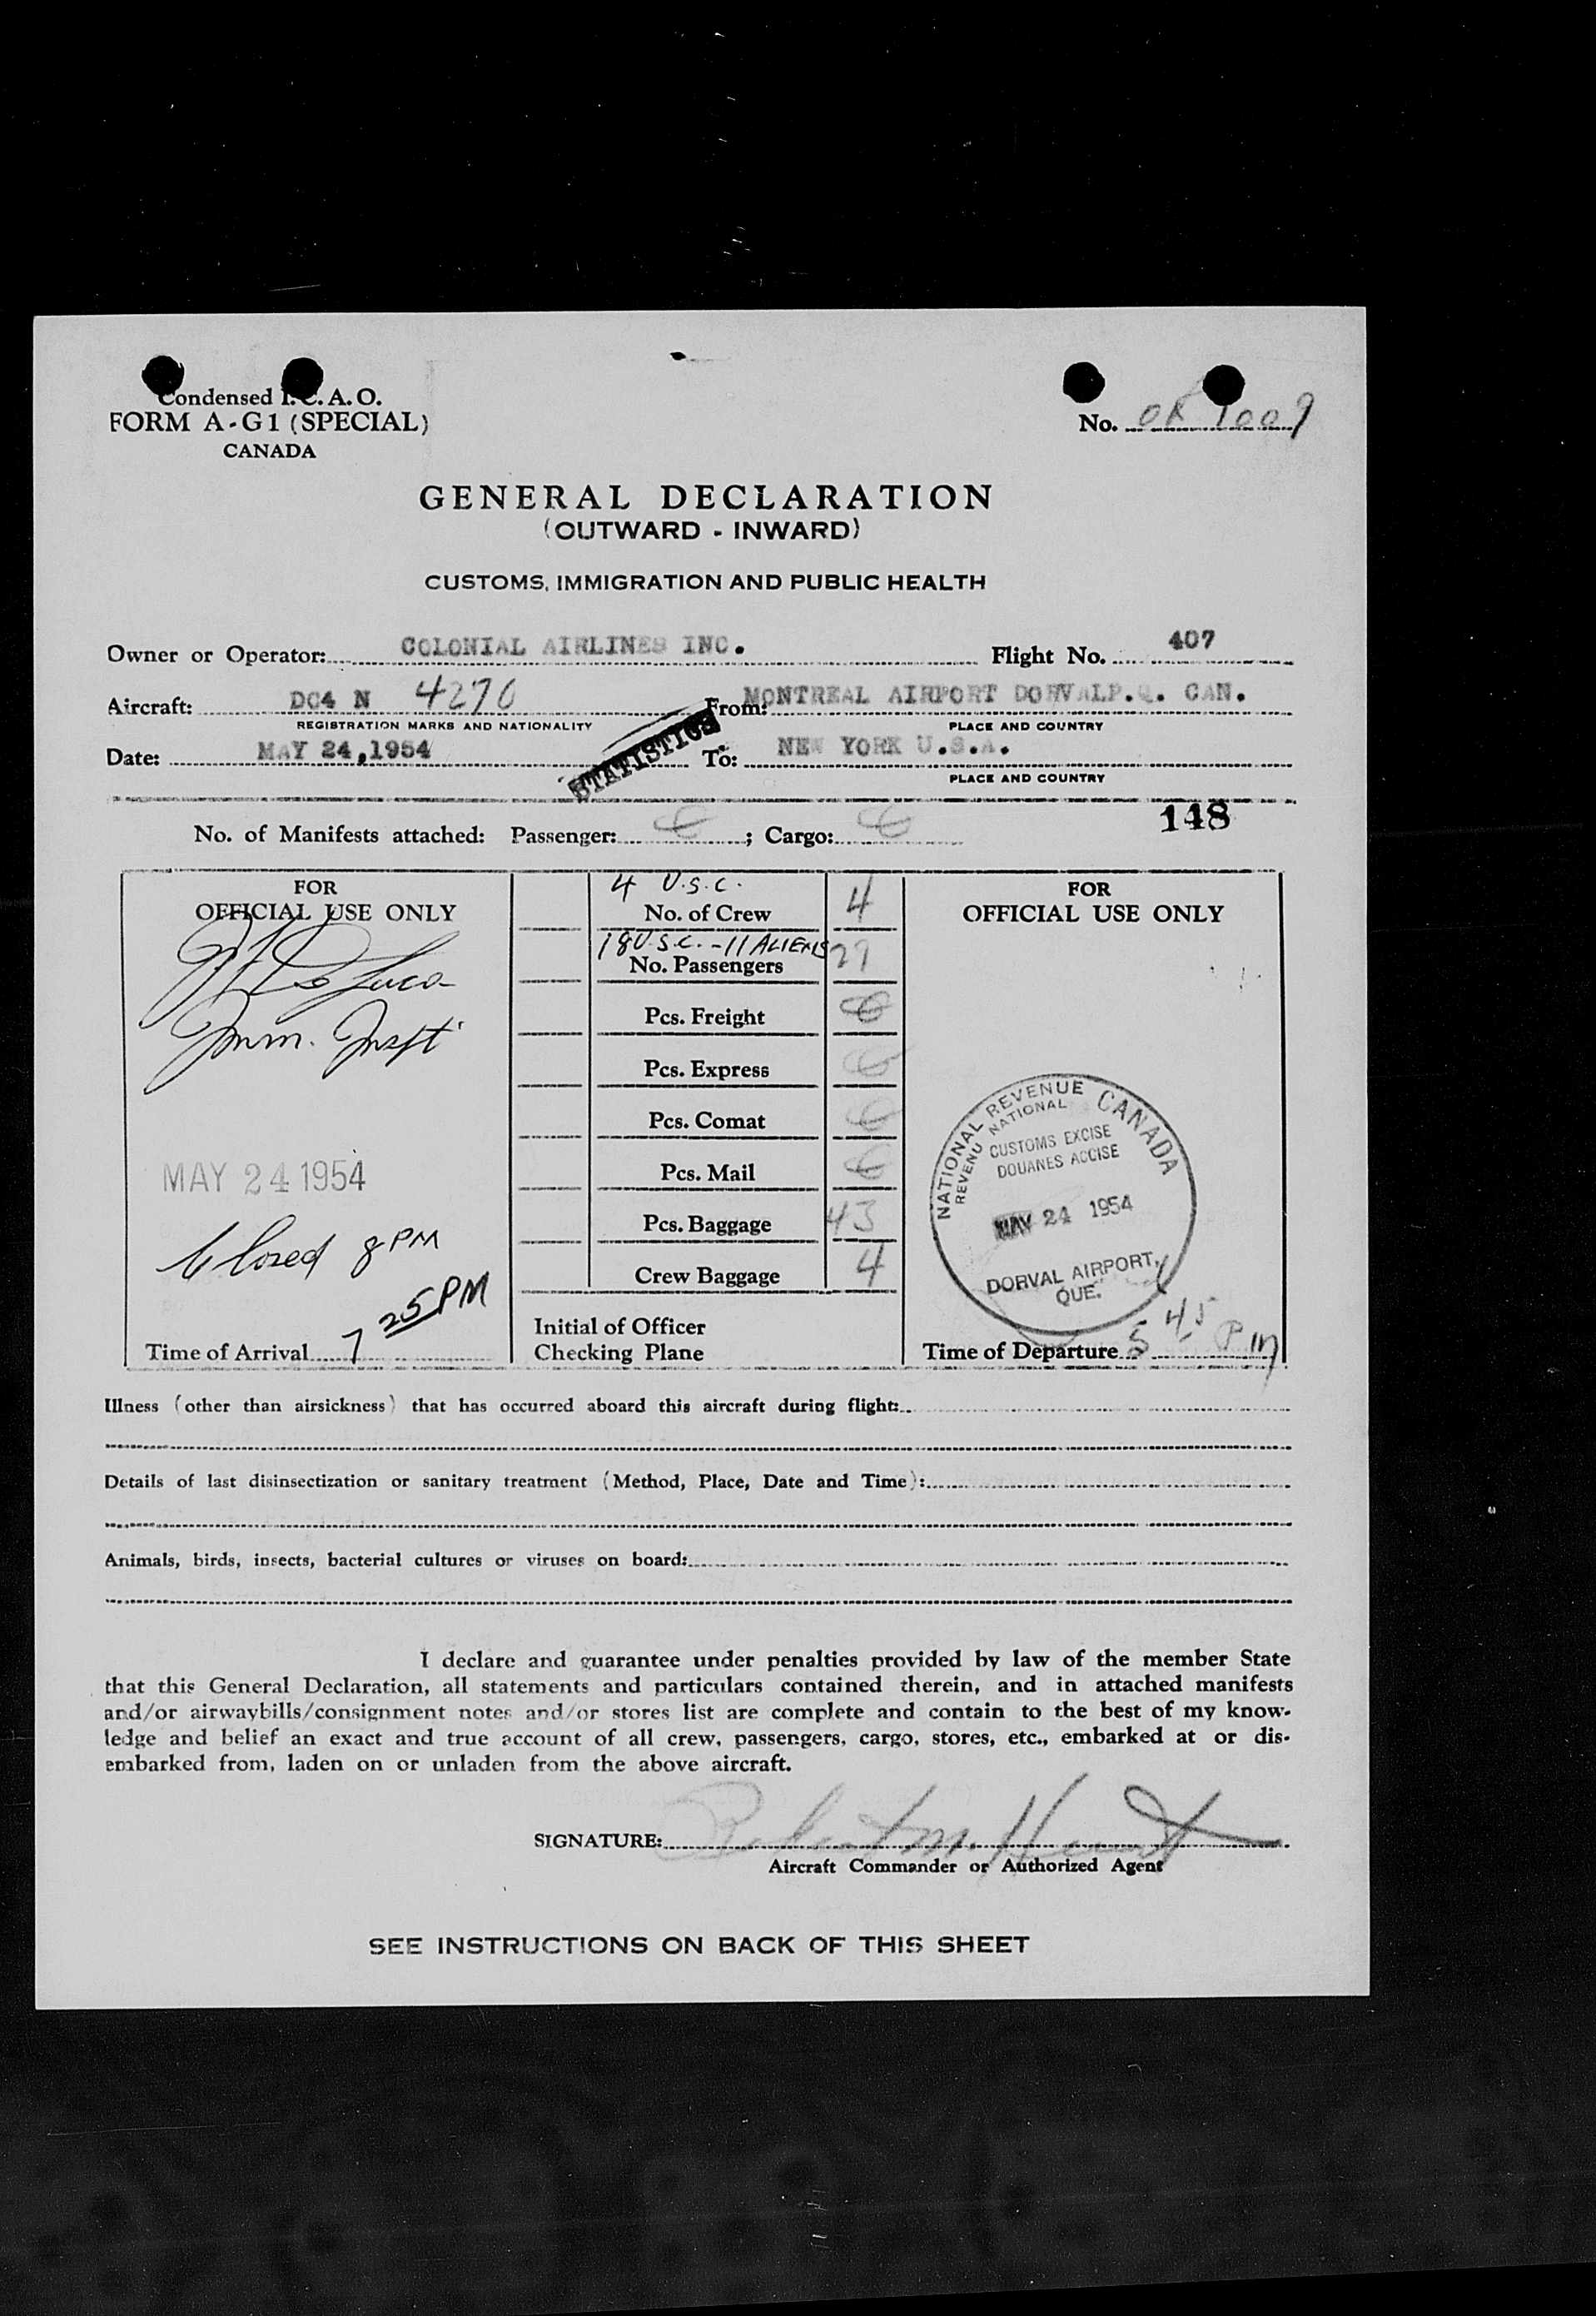 Condensed I. C. A. O.
FORM A-G1 (SPECIAL)
CANADA
No. 1009
GENERAL DECLARATION
(OUTWARD - INWARD)
CUSTOMS, IMMIGRATION AND PUBLIC HEALTH
Owner or Operator: COLONIAL AIRLINES INC. Flight No. 407
Aircraft: DC4 N 4270 From: MONTREAL AIRPORT DORVAL P.Q. CAN.
REGISTRATION MARKS AND NATIONALITY PLACE AND COUNTRY
STATISTICS
Date: MAY 24,1954 To: NEW YORK U.S.A.
PLACE AND COUNTRY
148
No. of Manifests attached: Passenger: ; Cargo:
FOR
OFFICIAL USE ONLY
Imm. Inspt
MAY 24 1954
Closed 8 PM
Time of Arrival 7 25 PM
4 U.S.C.
No. of Crew 4
18 U.S.C. - 11 ALIENS
No. Passengers 29
Pcs. Freight
Pcs. Express
Pcs. Comat
Pcs. Mail
Pcs. Baggage 43
Crew Baggage 4
Initial of Officer
Checking Plane
FOR
OFFICIAL USE ONLY
NATIONAL REVENUE CANADA
REVENU NATIONAL
CUSTOMS EXCISE
DOUANES ACCISE
MAY 24 1954
DORVAL AIRPORT,
QUE.
Time of Departure 5 45 P m
Illness (other than airsickness) that has occurred aboard this aircraft during flight:
Details of last disinsectization or sanitary treatment (Method, Place, Date and Time):
Animals, birds, insects, bacterial cultures or viruses on board:
I declare and guarantee under penalties provided by law of the member State
that this General Declaration, all statements and particulars contained therein, and in attached manifests
and/or airwaybills/consignment notes and/or stores list are complete and contain to the best of my know-
ledge and belief an exact and true account of all crew, passengers, cargo, stores, etc., embarked at or dis-
embarked from, laden on or unladen from the above aircraft.
SIGNATURE: Robert M.
Aircraft Commander or Authorized Agent
SEE INSTRUCTIONS ON BACK OF THIS SHEET